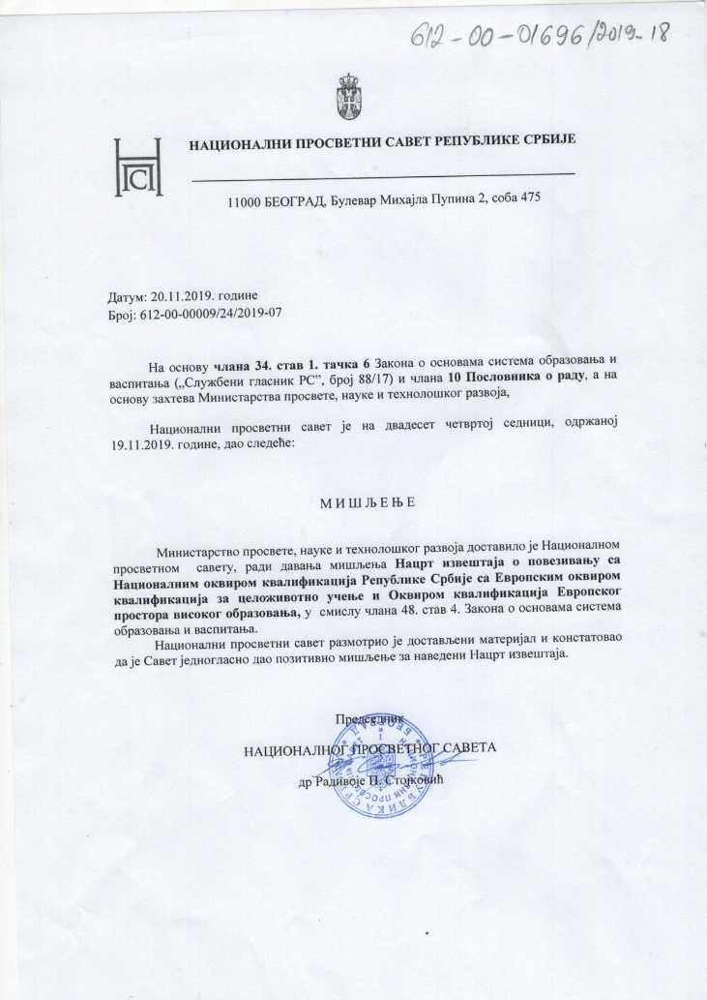 612-00-01696/2019-18
НСП
НАЦИОНАЛНИ ПРОСВЕТНИ САВЕТ РЕПУБЛИКЕ СРБИЈЕ
11000 БЕОГРАД, Булевар Михајла Пупина 2, соба 475
Датум: 20.11.2019. године
Број: 612-00-00009/24/2019-07
На основу члана 34. став 1. тачка 6 Закона о основама система образовања и
васпитања („Службени гласник РС”, број 88/17) и члана 10 Пословника о раду, а на
основу захтева Министарства просвете, науке и технолошког развоја,
Национални просветни савет је на двадесет четвртој седници, одржаној
19.11.2019. године, дао следеће:
М И Ш Љ Е Њ Е
Министарство просвете, науке и технолошког развоја доставило је Националном
просветном савету, ради давања мишљења Нацрт извештаја о повезивању са
Националним оквиром квалификација Републике Србије са Европским оквиром
квалификација за целоживотно учење и Оквиром квалификација Европског
простора високог образовања, у смислу члана 48. став 4. Закона о основама система
образовања и васпитања.
Национални просветни савет размотрио је достављени материјал и констатовао
да је Савет једногласно дао позитивно мишљење за наведени Нацрт извештаја.
Председник
НАЦИОНАЛНОГ ПРОСВЕТНОГ САВЕТА
др Радивоје П. Стојковић
РЕПУБЛИКА СРБИЈА * БЕОГРАД *
НАЦИОНАЛНИ ПРОСВЕТНИ САВЕТ